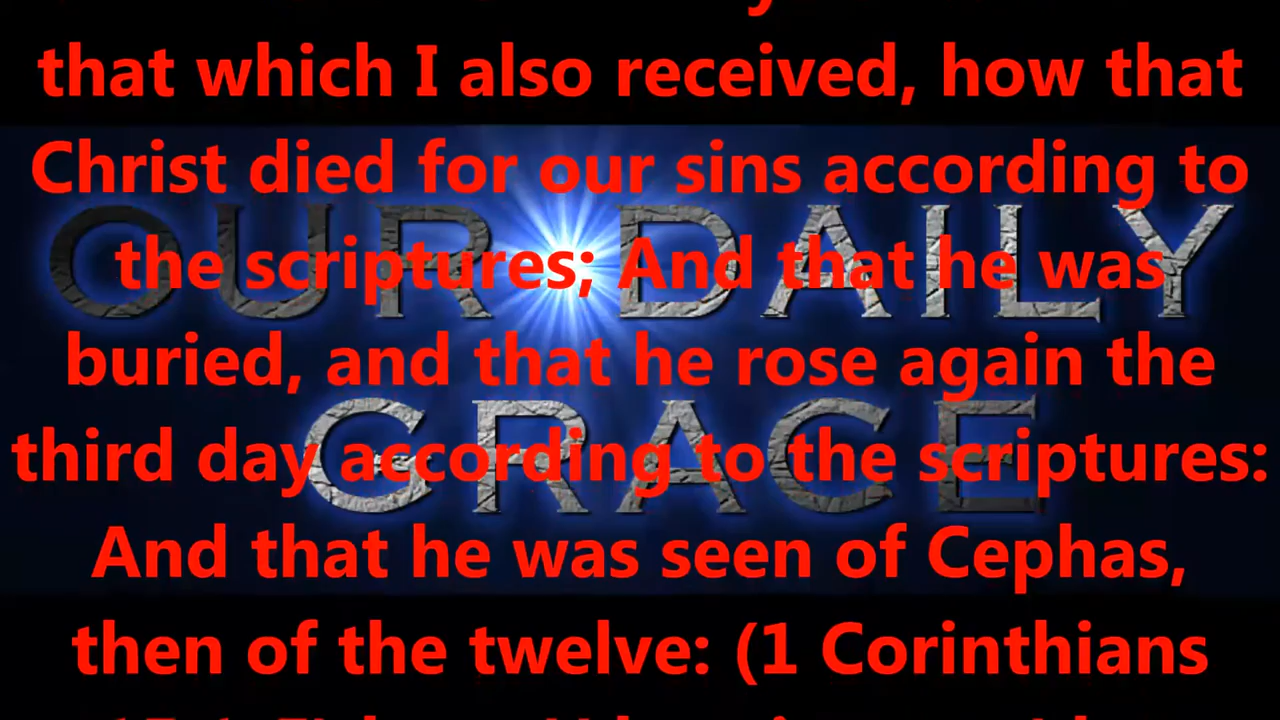 that which I also received, how that
Christ died for our sins according to
the scriptures; And that he was
buried, and that he rose again the
third day according to the scriptures:
And that he was seen of Cephas,
then of the twelve: (1 Corinthians
OUR DAILY
GRACE